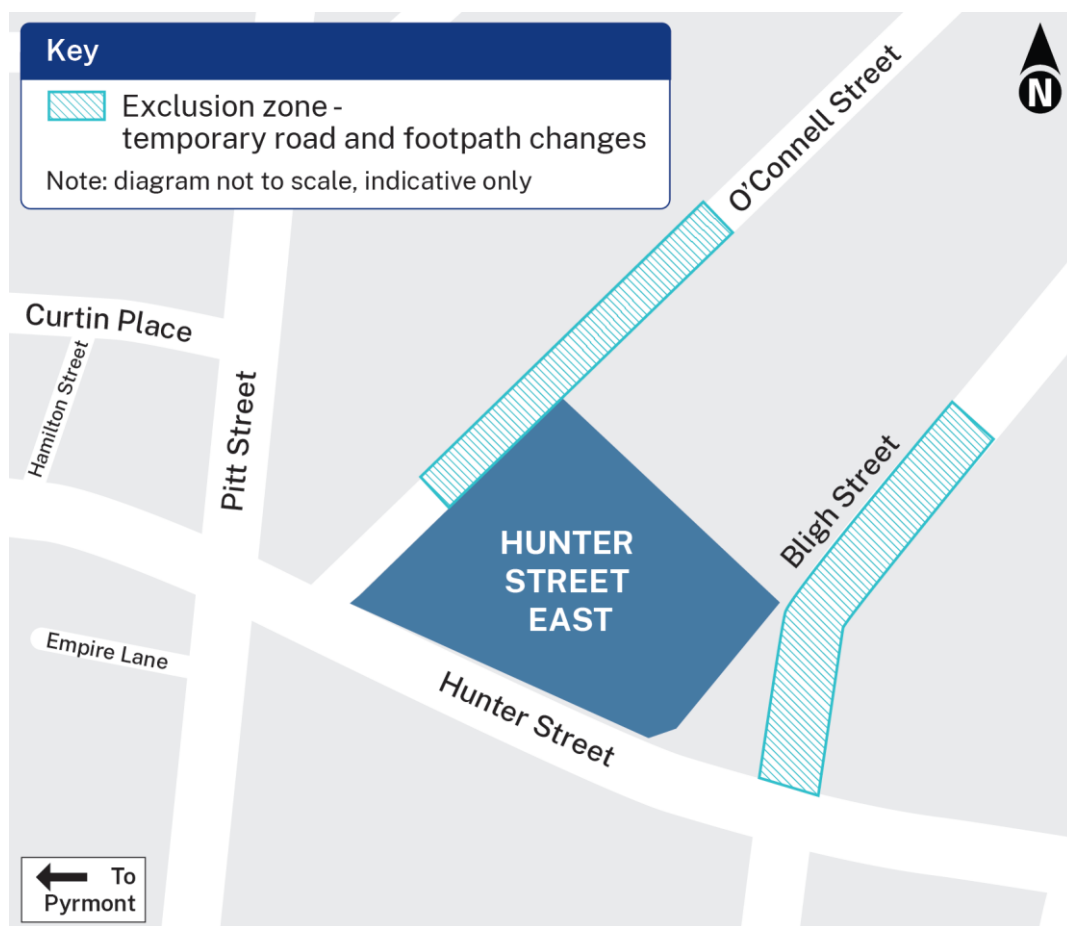 Key
Exclusion zone -
temporary road and footpath changes
Note: diagram not to scale, indicative only
N
O'Connell Street
Curtin Place
Hamilton Street
Pitt Street
Bligh Street
HUNTER
STREET
EAST
Empire Lane
Hunter Street
To
Pyrmont